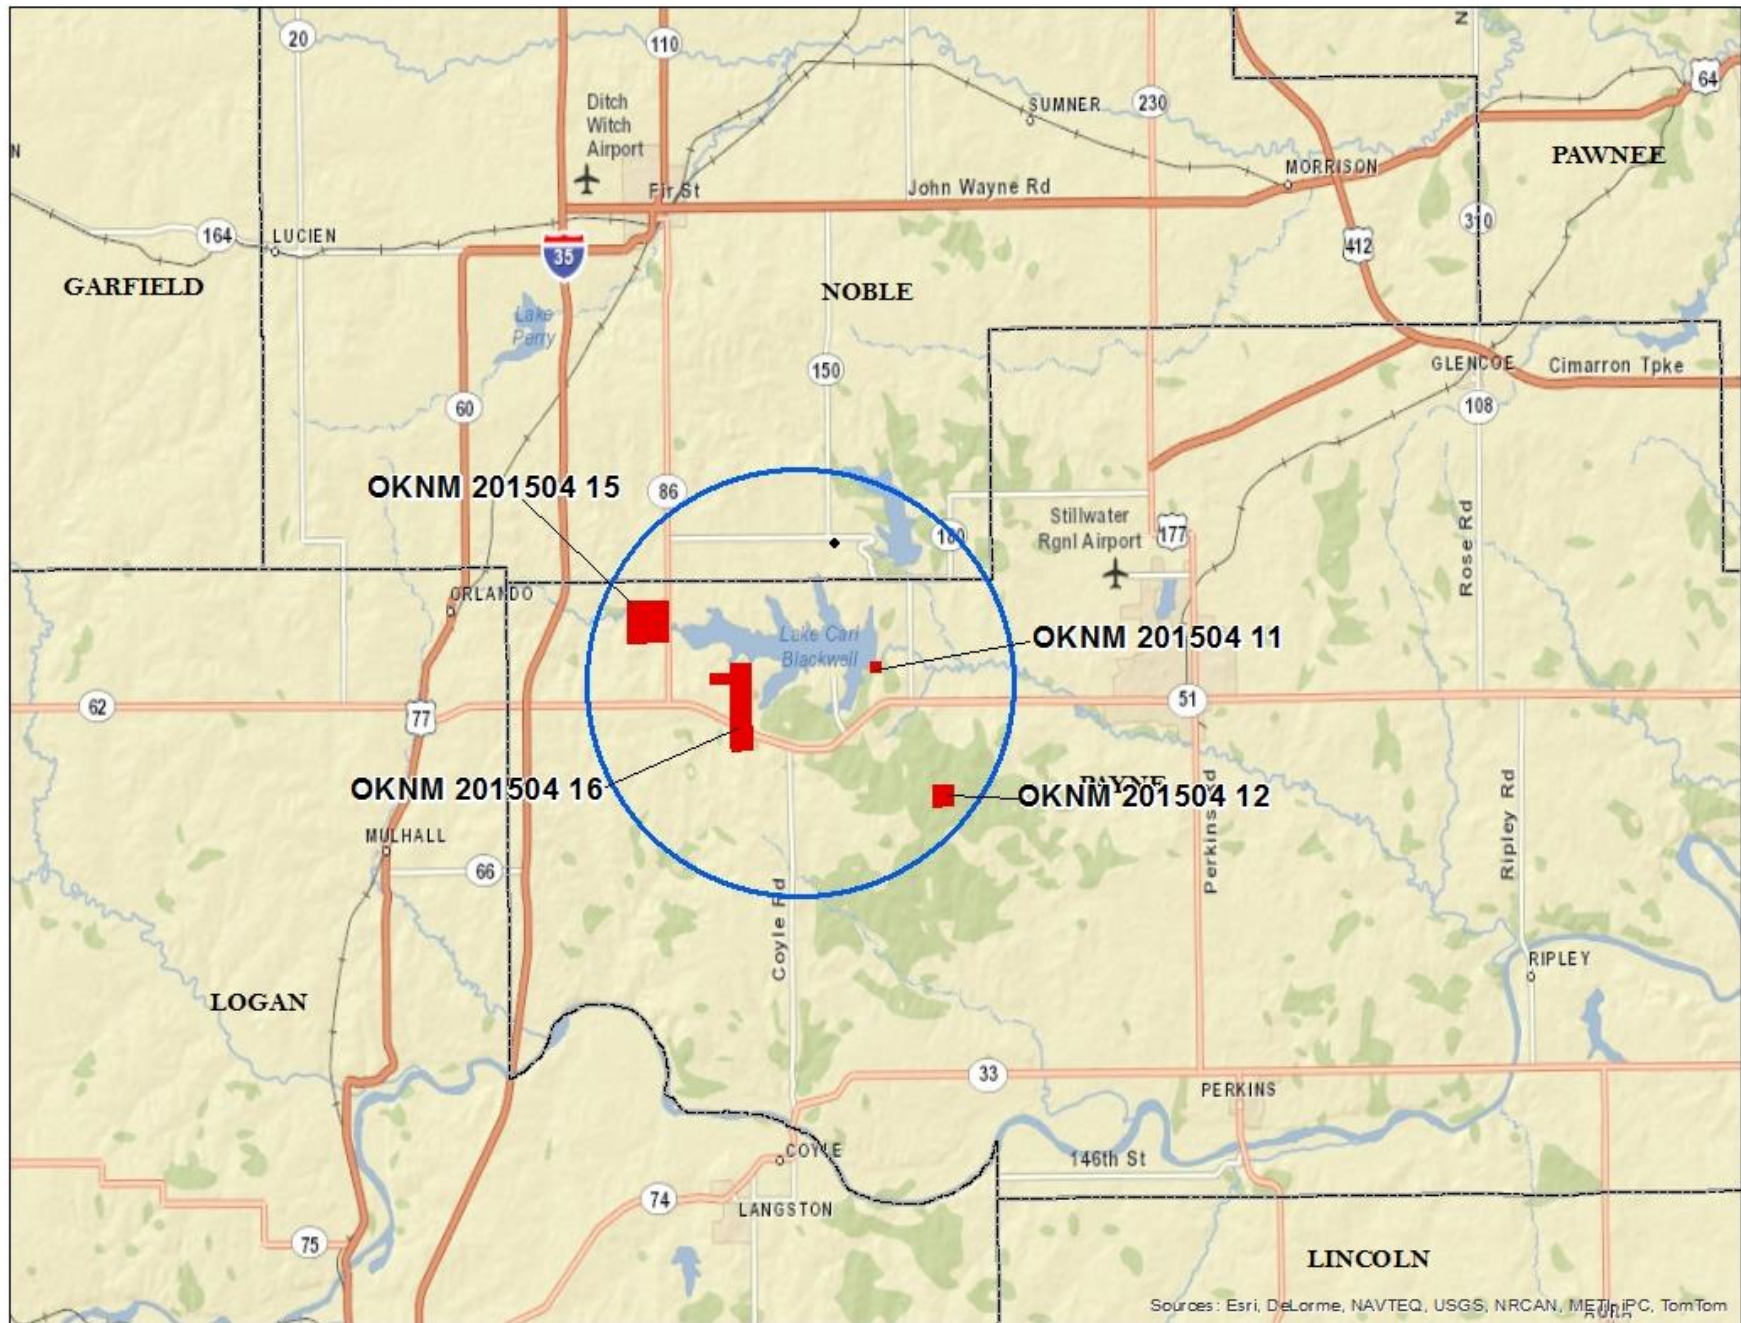 20
110
N
64
Ditch
Witch
Airport
SUMNER
230
N
PAWNEE
MORRISON
Fir St
John Wayne Rd
164
LUCIEN
310
412
35
GARFIELD
NOBLE
Lake
Perry
150
GLENCOE
Cimarron Tpke
60
108
OKNM 201504 15
86
Stillwater
Rgnl Airport
180
177
Rose Rd
ORLANDO
Lake Carl
Blackwell
OKNM 201504 11
62
77
51
OKNM 201504 16
PAYNE
OKNM 201504 12
Perkins Rd
Ripley Rd
MULHALL
66
Coyle Rd
RIPLEY
LOGAN
33
PERKINS
COYLE
146th St
74
LANGSTON
75
LINCOLN
Sources: Esri, DeLorme, NAVTEQ, USGS, NRCAN, METI, iPC, TomTom